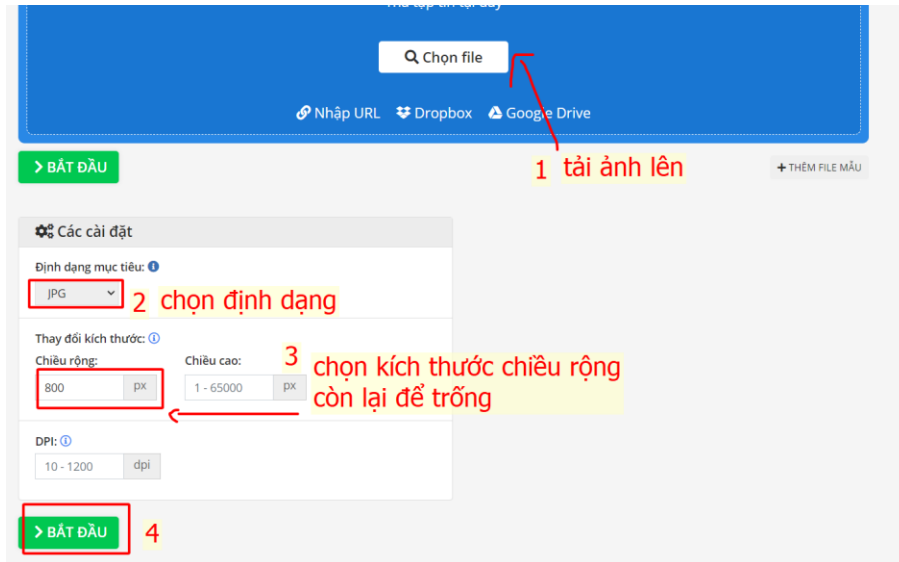 Chọn file
Nhập URL Dropbox Google Drive
BẮT ĐẦU
1 tải ảnh lên
THÊM FILE MẪU
Các cài đặt
Định dạng mục tiêu:
JPG
2 chọn định dạng
Thay đổi kích thước:
Chiều rộng: Chiều cao:
800 px 1 - 65000 px
3 chọn kích thước chiều rộng
còn lại để trống
DPI:
10 - 1200 dpi
BẮT ĐẦU
4